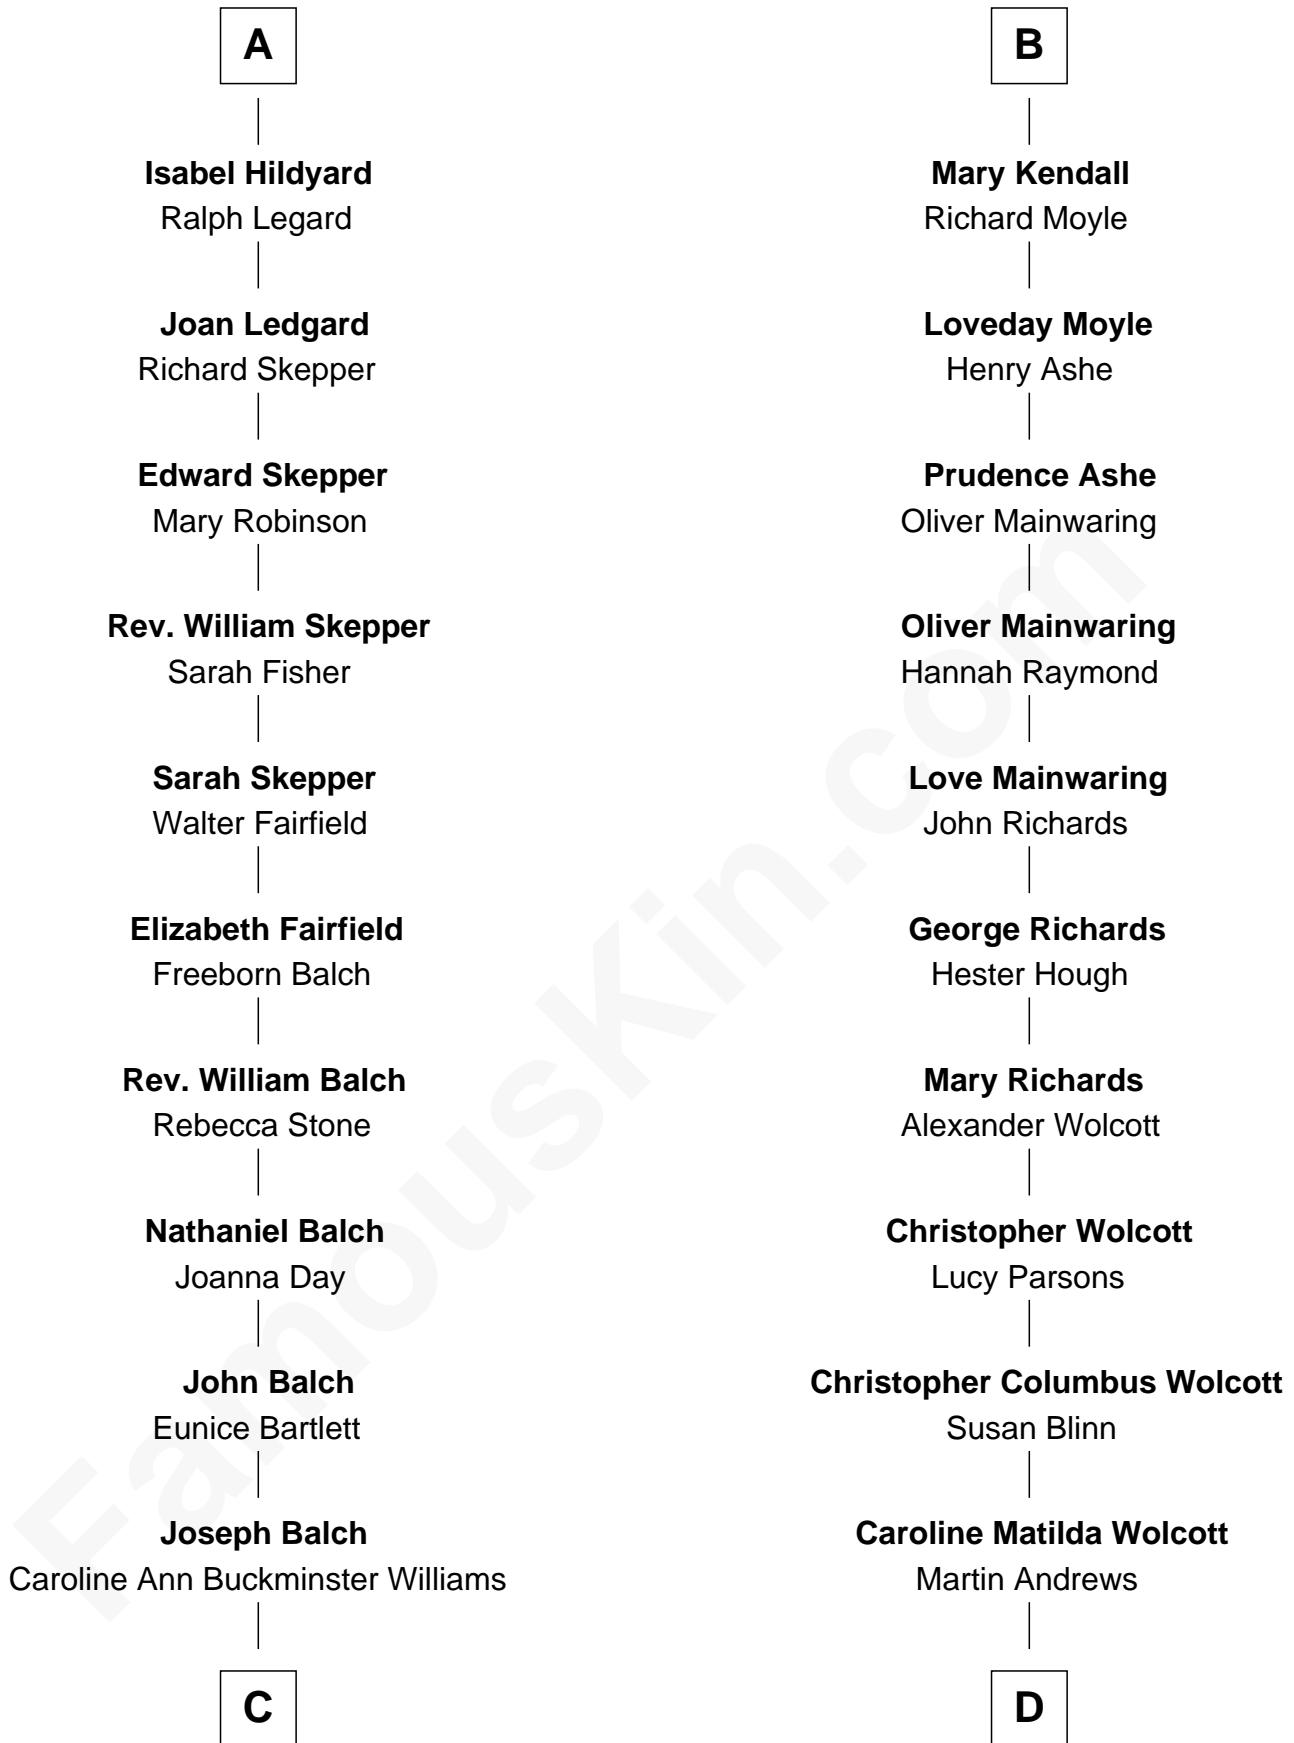 A
Isabel Hildyard
Ralph Legard
Joan Ledgard
Richard Skepper
Edward Skepper
Mary Robinson
Rev. William Skepper
Sarah Fisher
Sarah Skepper
Walter Fairfield
Elizabeth Fairfield
Freeborn Balch
Rev. William Balch
Rebecca Stone
Nathaniel Balch
Joanna Day
John Balch
Eunice Bartlett
Joseph Balch
Caroline Ann Buckminster Williams
C
B
Mary Kendall
Richard Moyle
Loveday Moyle
Henry Ashe
Prudence Ashe
Oliver Mainwaring
Oliver Mainwaring
Hannah Raymond
Love Mainwaring
John Richards
George Richards
Hester Hough
Mary Richards
Alexander Wolcott
Christopher Wolcott
Lucy Parsons
Christopher Columbus Wolcott
Susan Blinn
Caroline Matilda Wolcott
Martin Andrews
D
FamousKin.com